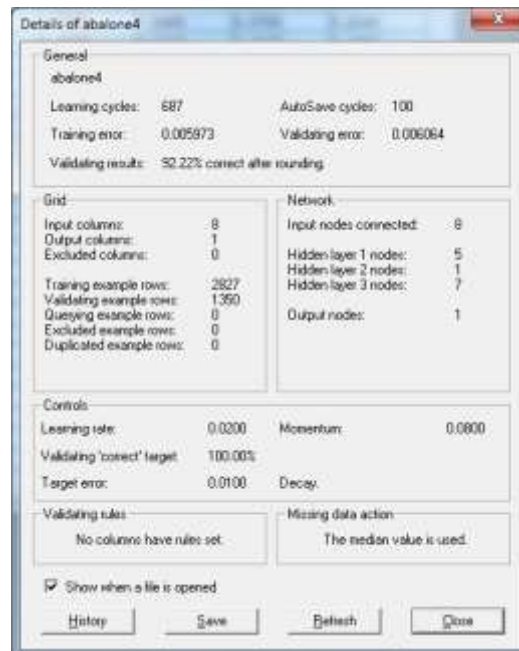 Details of abalone4
General
abalone4
Learning cycles: 687 AutoSave cycles: 100
Training error: 0.005973 Validating error: 0.006064
Validating results: 92.22% correct after rounding.
Grid
Input columns: 8
Output columns: 1
Excluded columns: 0
Training example rows: 2827
Validating example rows: 1350
Querying example rows: 0
Excluded example rows: 0
Duplicated example rows: 0
Network
Input nodes connected: 8
Hidden layer 1 nodes: 5
Hidden layer 2 nodes: 1
Hidden layer 3 nodes: 7
Output nodes: 1
Controls
Learning rate: 0.0200 Momentum: 0.0800
Validating 'correct' target: 100.00%
Target error: 0.0100 Decay.
Validating rules
No columns have rules set.
Missing data action
The median value is used.
Show when a file is opened
History Save Refresh Close